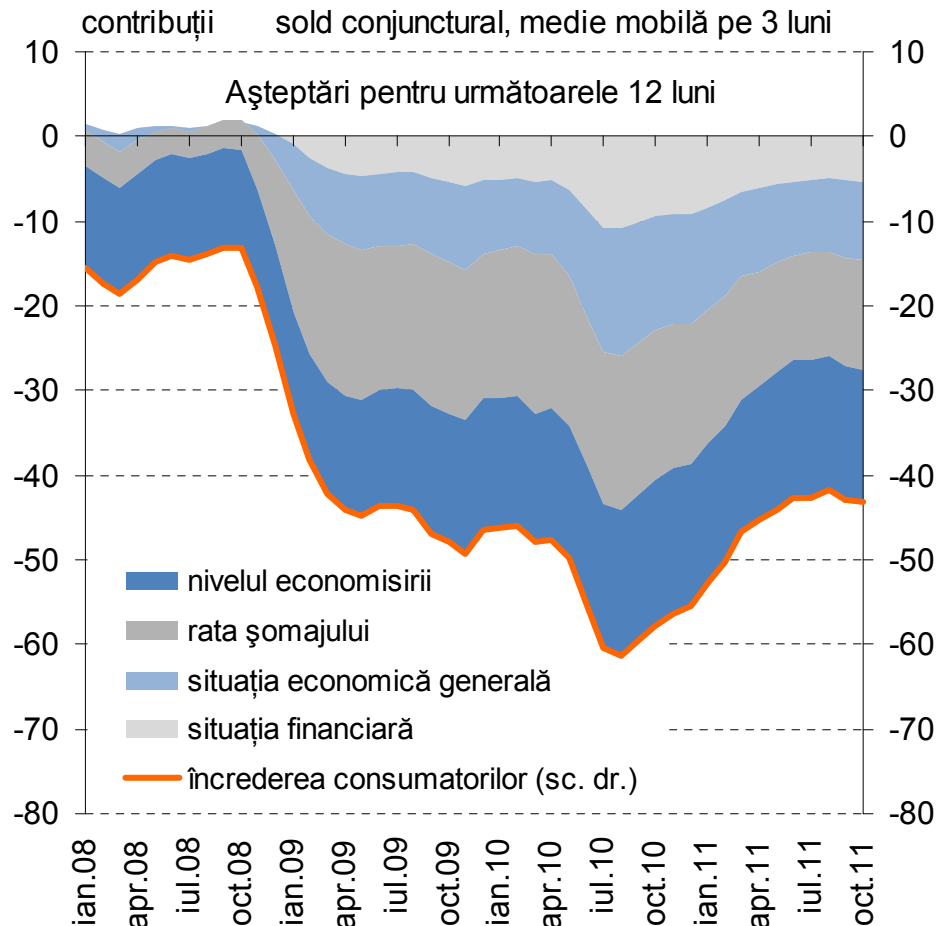 contribuții sold conjunctural, medie mobilă pe 3 luni
Aşteptări pentru următoarele 12 luni
10
0
-10
-20
-30
-40
-50
-60
-70
-80
10
0
-10
-20
-30
-40
-50
-60
-70
-80
nivelul economisirii
rata şomajului
situația economică generală
situația financiară
încrederea consumatorilor (sc. dr.)
ian.08
apr.08
iul.08
oct.08
ian.09
apr.09
iul.09
oct.09
ian.10
apr.10
iul.10
oct.10
ian.11
apr.11
iul.11
oct.11